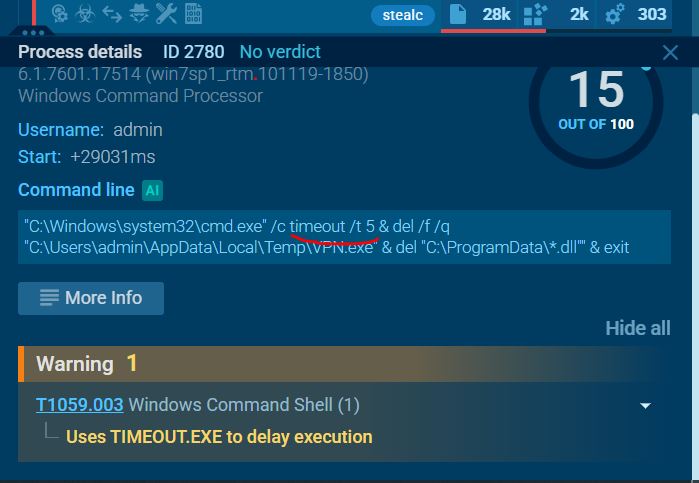 stealc 28k 2k 303
Process details ID 2780 No verdict
6.1.7601.17514 (win7sp1_rtm.101119-1850)
Windows Command Processor
15
OUT OF 100
Username: admin
Start: +29031ms
Command line AI
"C:\Windows\system32\cmd.exe" /c timeout /t 5 & del /f /q
"C:\Users\admin\AppData\Local\Temp\VPN.exe" & del "C:\ProgramData\*.dll"" & exit
More Info
Hide all
Warning 1
T1059.003 Windows Command Shell (1)
Uses TIMEOUT.EXE to delay execution